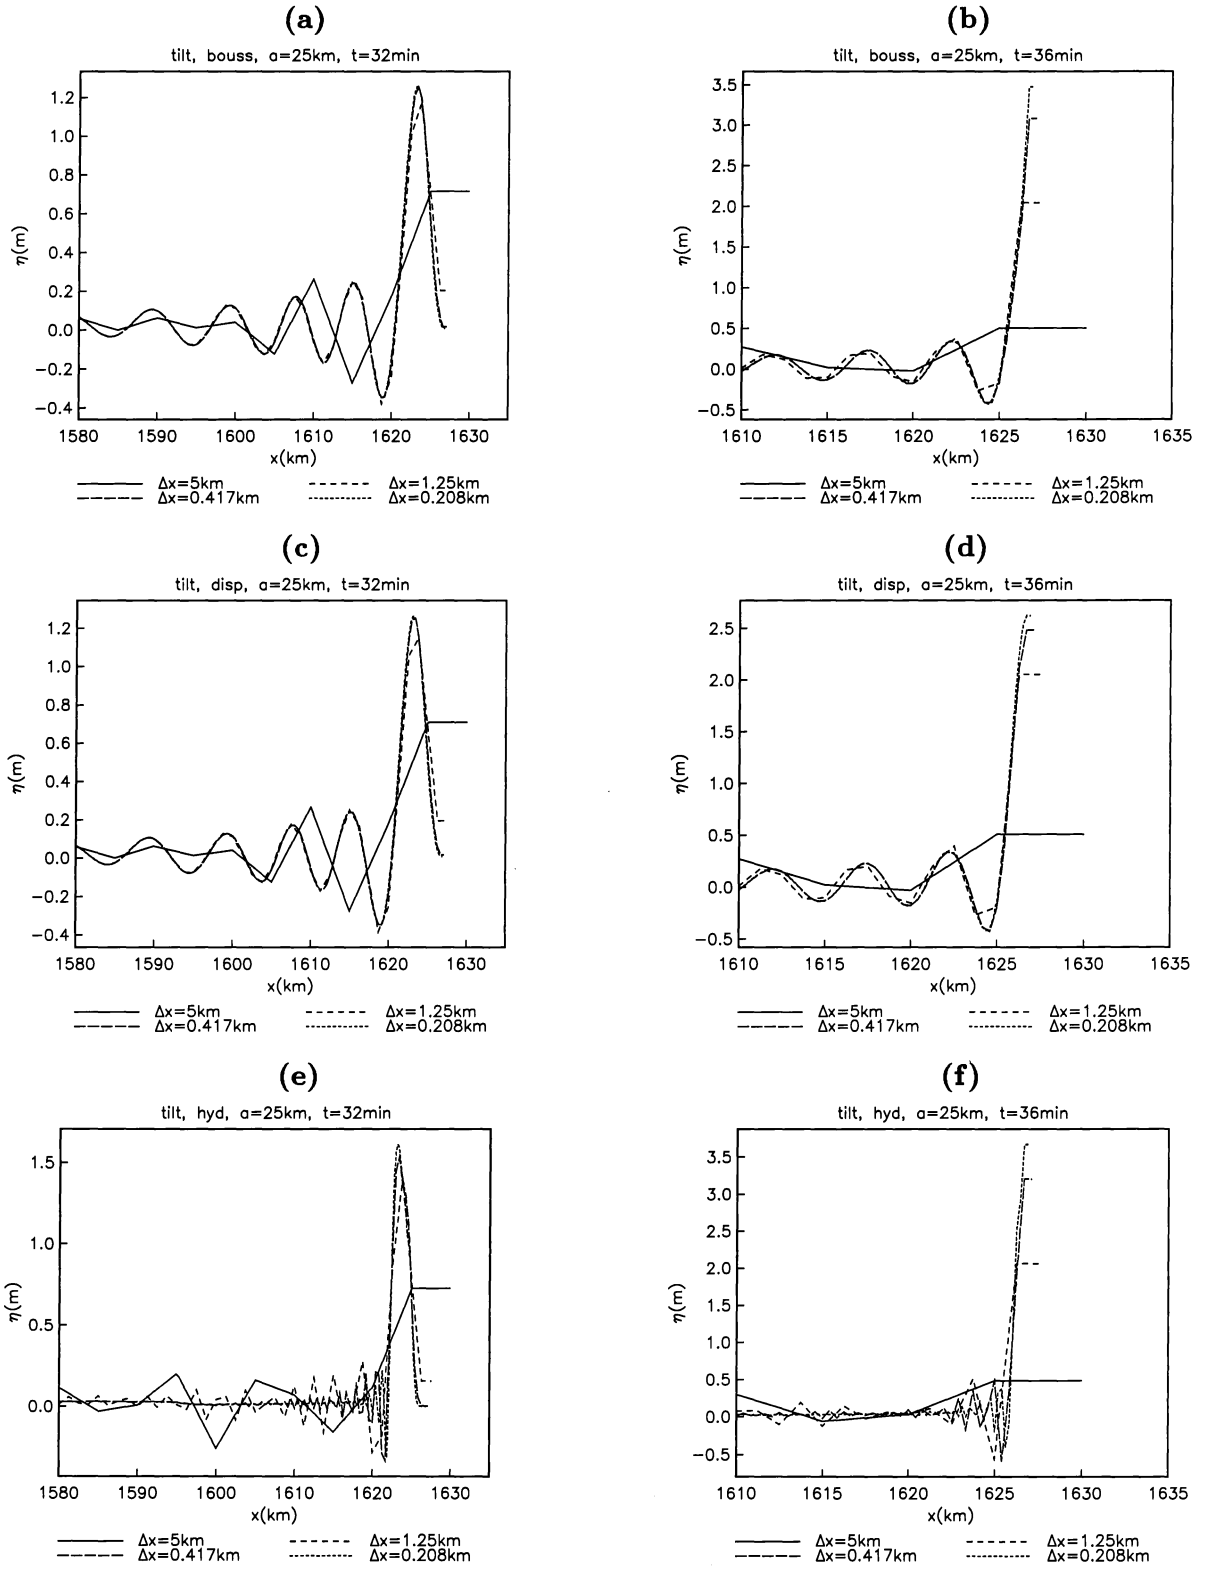 (a)
tilt, bouss, a=25km, t=32min
η(m)
1.2
1.0
0.8
0.6
0.4
0.2
0.0
−0.2
−0.4
1580 1590 1600 1610 1620 1630
x(km)
Δx=5km Δx=1.25km
Δx=0.417km Δx=0.208km
(b)
tilt, bouss, a=25km, t=36min
η(m)
3.5
3.0
2.5
2.0
1.5
1.0
0.5
0.0
−0.5
1610 1615 1620 1625 1630 1635
x(km)
Δx=5km Δx=1.25km
Δx=0.417km Δx=0.208km
(c)
tilt, disp, a=25km, t=32min
η(m)
1.2
1.0
0.8
0.6
0.4
0.2
0.0
−0.2
−0.4
1580 1590 1600 1610 1620 1630
x(km)
Δx=5km Δx=1.25km
Δx=0.417km Δx=0.208km
(d)
tilt, disp, a=25km, t=36min
η(m)
2.5
2.0
1.5
1.0
0.5
0.0
−0.5
1610 1615 1620 1625 1630 1635
x(km)
Δx=5km Δx=1.25km
Δx=0.417km Δx=0.208km
(e)
tilt, hyd, a=25km, t=32min
η(m)
1.5
1.0
0.5
0.0
1580 1590 1600 1610 1620 1630
x(km)
Δx=5km Δx=1.25km
Δx=0.417km Δx=0.208km
(f)
tilt, hyd, a=25km, t=36min
η(m)
3.5
3.0
2.5
2.0
1.5
1.0
0.5
0.0
−0.5
1610 1615 1620 1625 1630 1635
x(km)
Δx=5km Δx=1.25km
Δx=0.417km Δx=0.208km